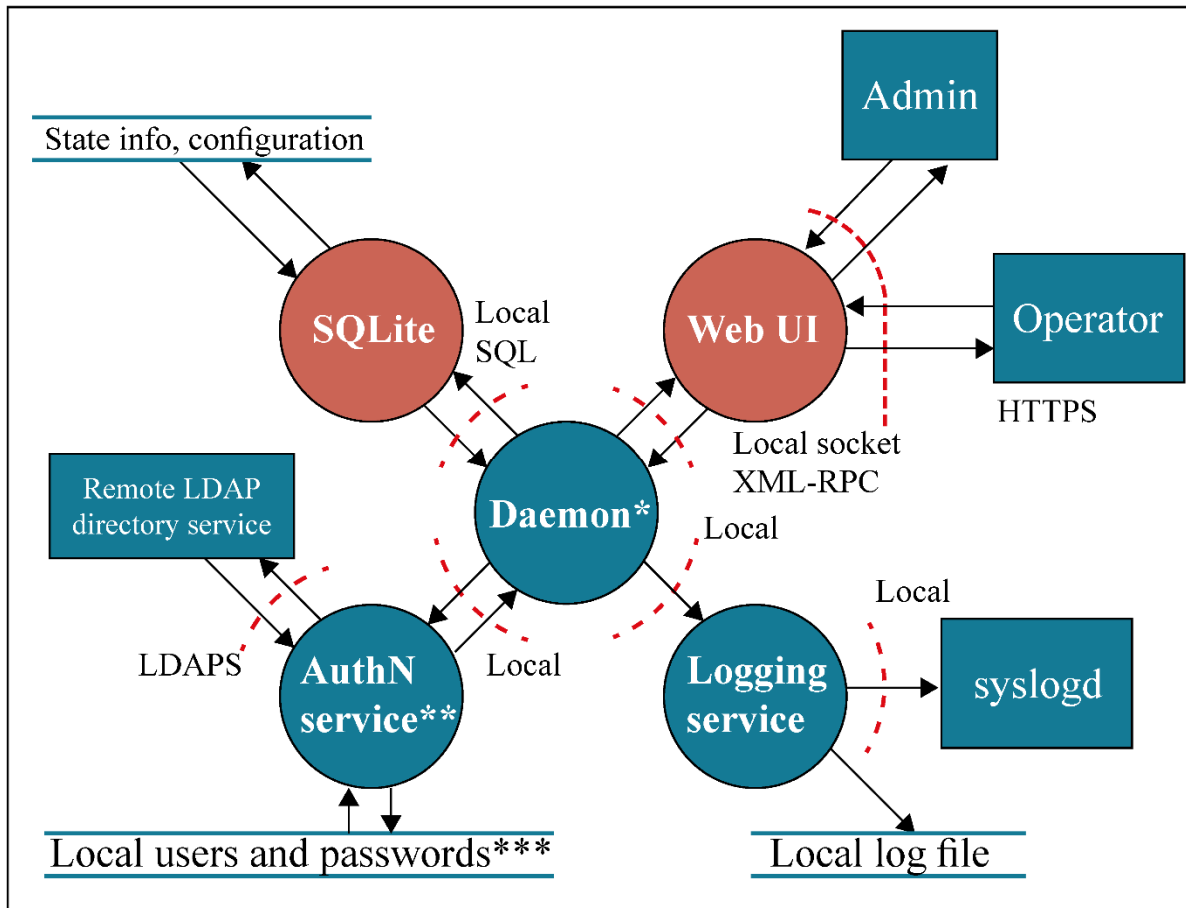 Admin
State info, configuration
SQLite
Local
SQL
Web UI
Operator
HTTPS
Local socket
XML-RPC
Remote LDAP
directory service
Daemon*
Local
LDAPS
AuthN
service**
Local
Logging
service
Local
syslogd
Local users and passwords***
Local log file